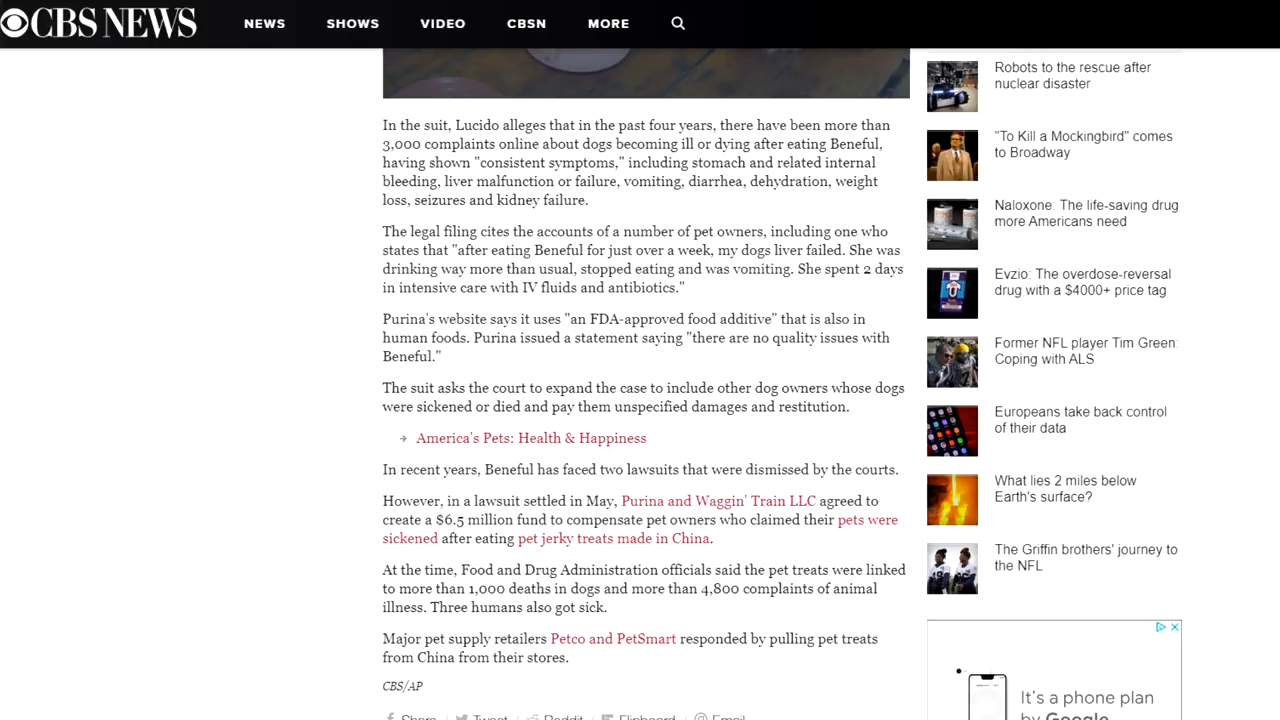 CBS NEWS
NEWS
SHOWS
VIDEO
CBSN
MORE
In the suit, Lucido alleges that in the past four years, there have been more than
3,000 complaints online about dogs becoming ill or dying after eating Beneful,
having shown "consistent symptoms," including stomach and related internal
bleeding, liver malfunction or failure, vomiting, diarrhea, dehydration, weight
loss, seizures and kidney failure.
The legal filing cites the accounts of a number of pet owners, including one who
states that "after eating Beneful for just over a week, my dogs liver failed. She was
drinking way more than usual, stopped eating and was vomiting. She spent 2 days
in intensive care with IV fluids and antibiotics."
Purina's website says it uses "an FDA-approved food additive" that is also in
human foods. Purina issued a statement saying "there are no quality issues with
Beneful."
The suit asks the court to expand the case to include other dog owners whose dogs
were sickened or died and pay them unspecified damages and restitution.
America's Pets: Health & Happiness
In recent years, Beneful has faced two lawsuits that were dismissed by the courts.
However, in a lawsuit settled in May, Purina and Waggin' Train LLC agreed to
create a $6.5 million fund to compensate pet owners who claimed their pets were
sickened after eating pet jerky treats made in China.
At the time, Food and Drug Administration officials said the pet treats were linked
to more than 1,000 deaths in dogs and more than 4,800 complaints of animal
illness. Three humans also got sick.
Major pet supply retailers Petco and PetSmart responded by pulling pet treats
from China from their stores.
CBS/AP
Share
Tweet
Reddit
Flipboard
Email
Robots to the rescue after
nuclear disaster
"To Kill a Mockingbird" comes
to Broadway
Naloxone: The life-saving drug
more Americans need
Evzio: The overdose-reversal
drug with a $4000+ price tag
Former NFL player Tim Green:
Coping with ALS
Europeans take back control
of their data
What lies 2 miles below
Earth's surface?
The Griffin brothers' journey to
the NFL
It's a phone plan
by Google